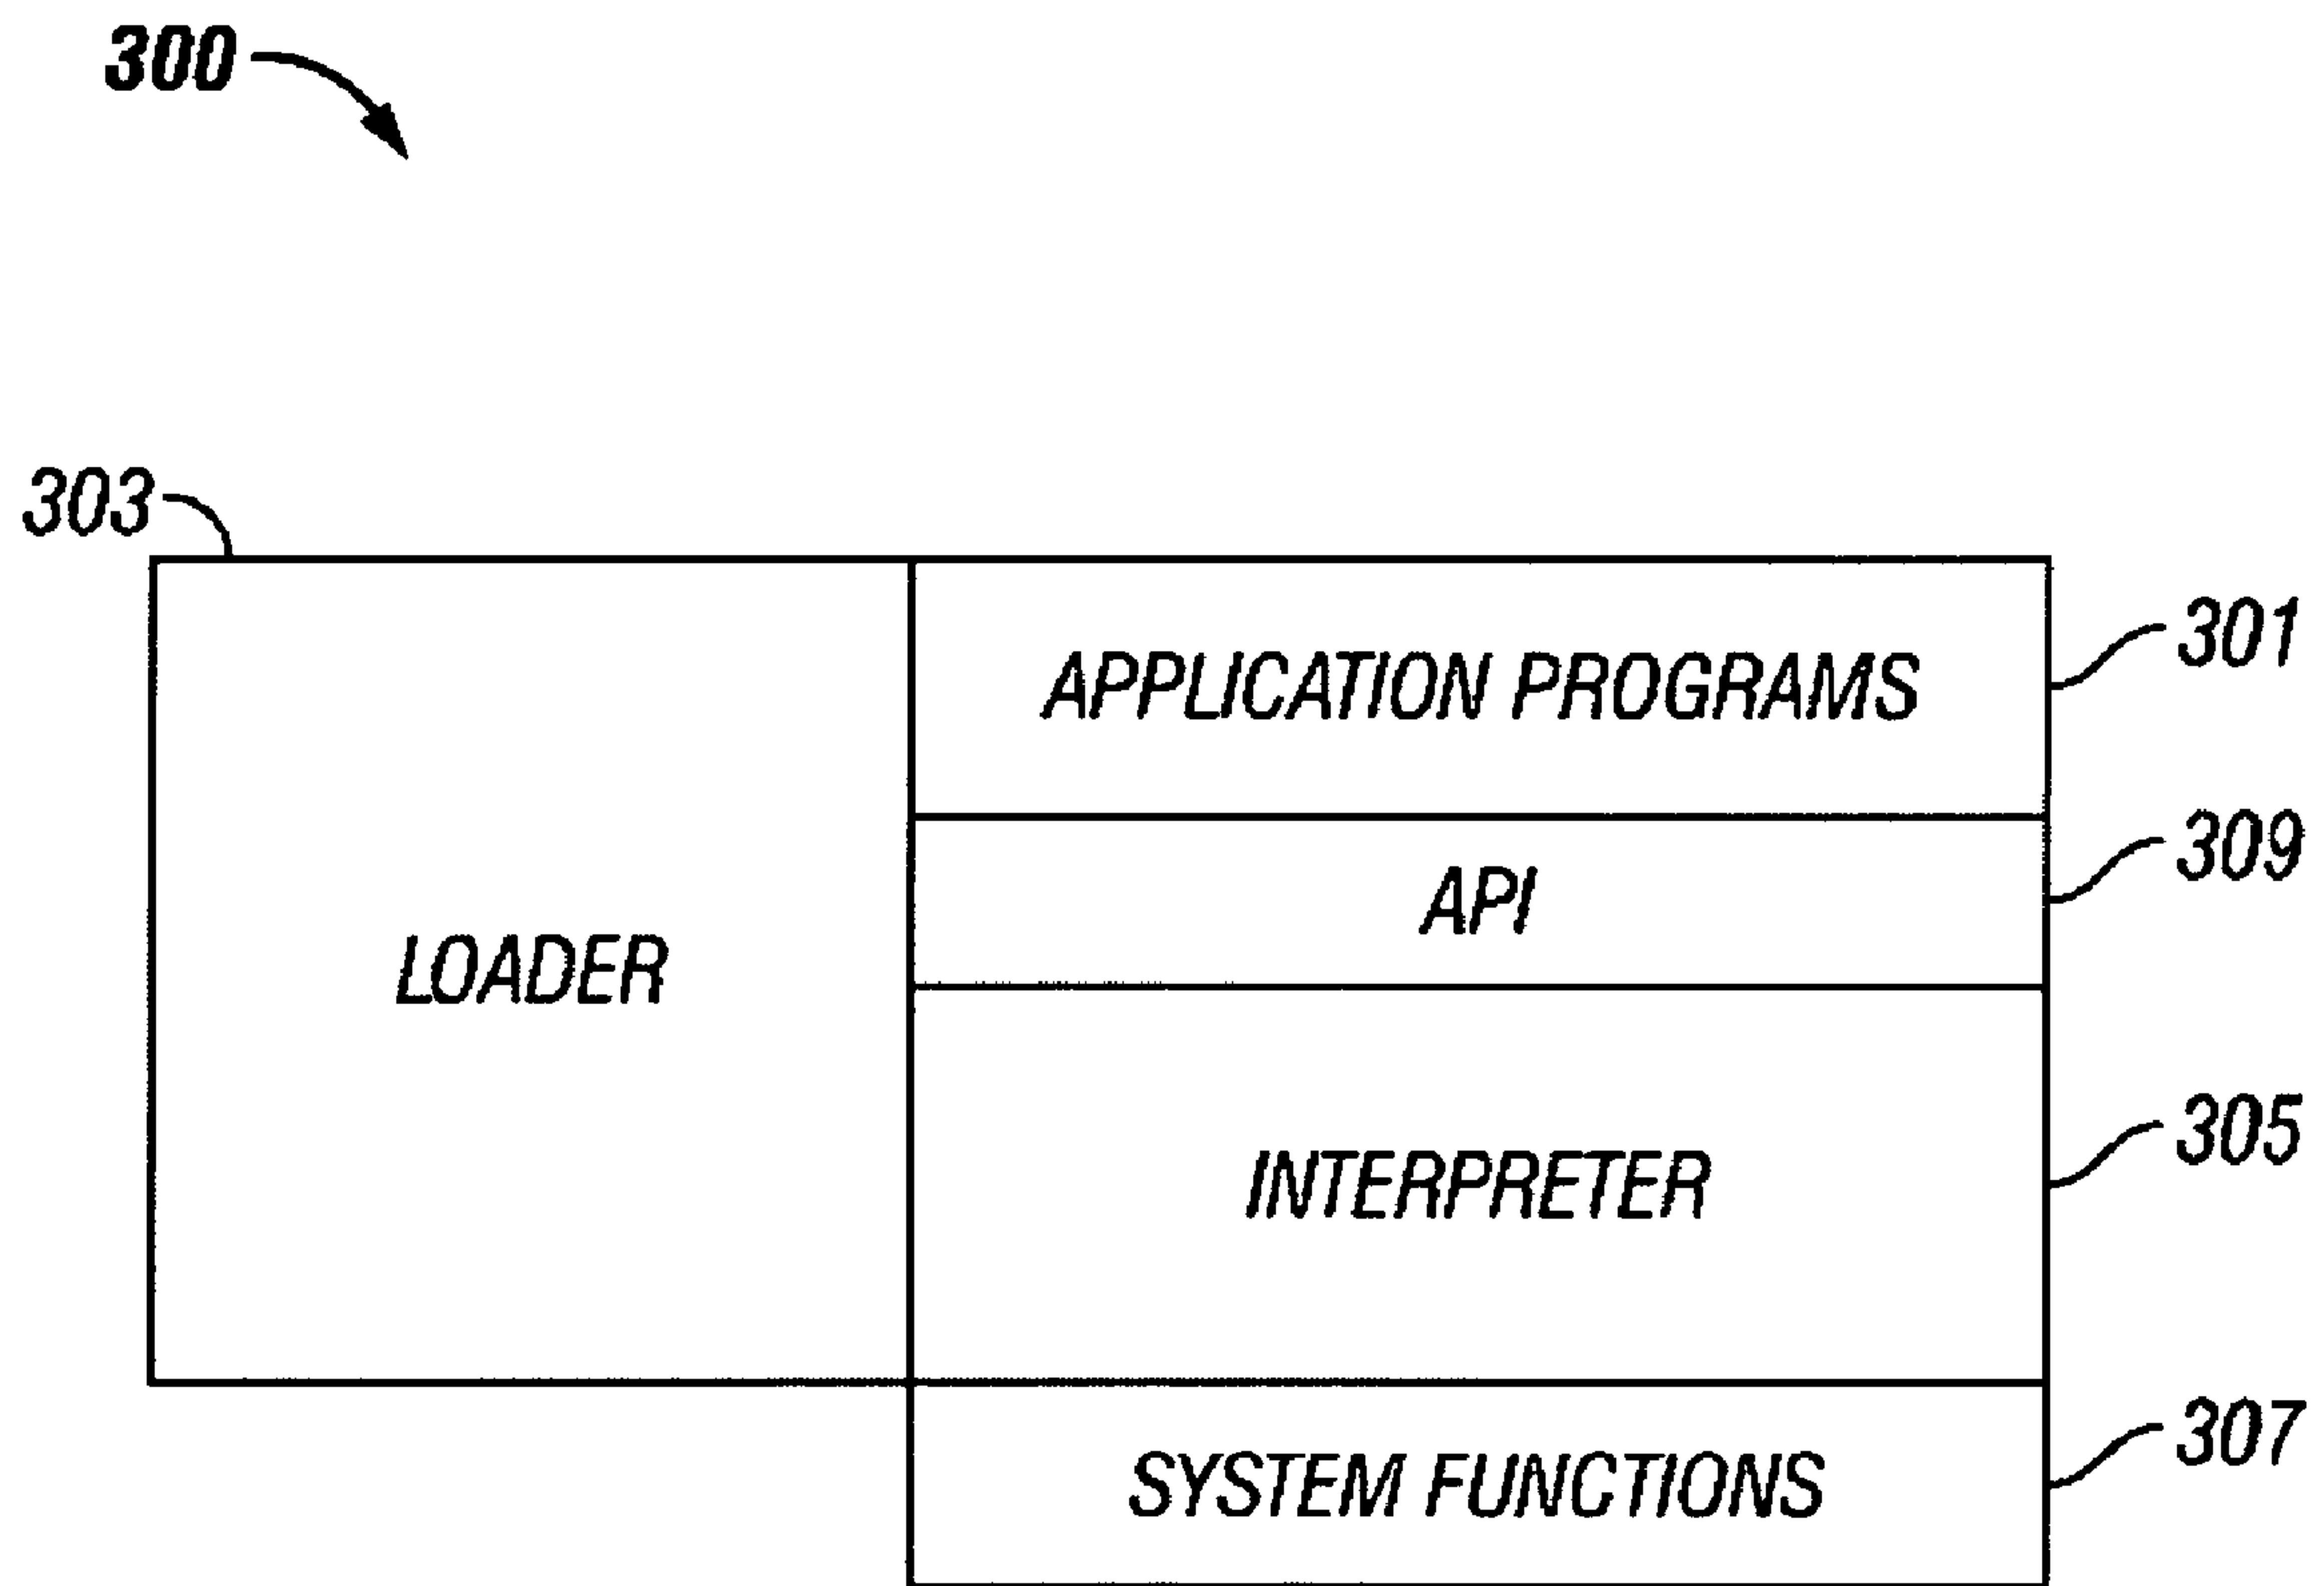 300
303
APPLICATION PROGRAMS
301
API
309
LOADER
INTERPRETER
305
SYSTEM FUNCTIONS
307